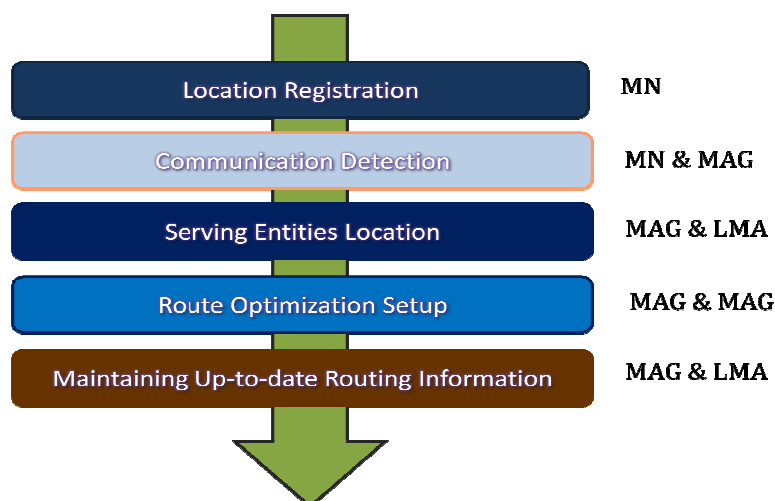 Location Registration MN
Communication Detection MN & MAG
Serving Entities Location MAG & LMA
Route Optimization Setup MAG & MAG
Maintaining Up-to-date Routing Information MAG & LMA